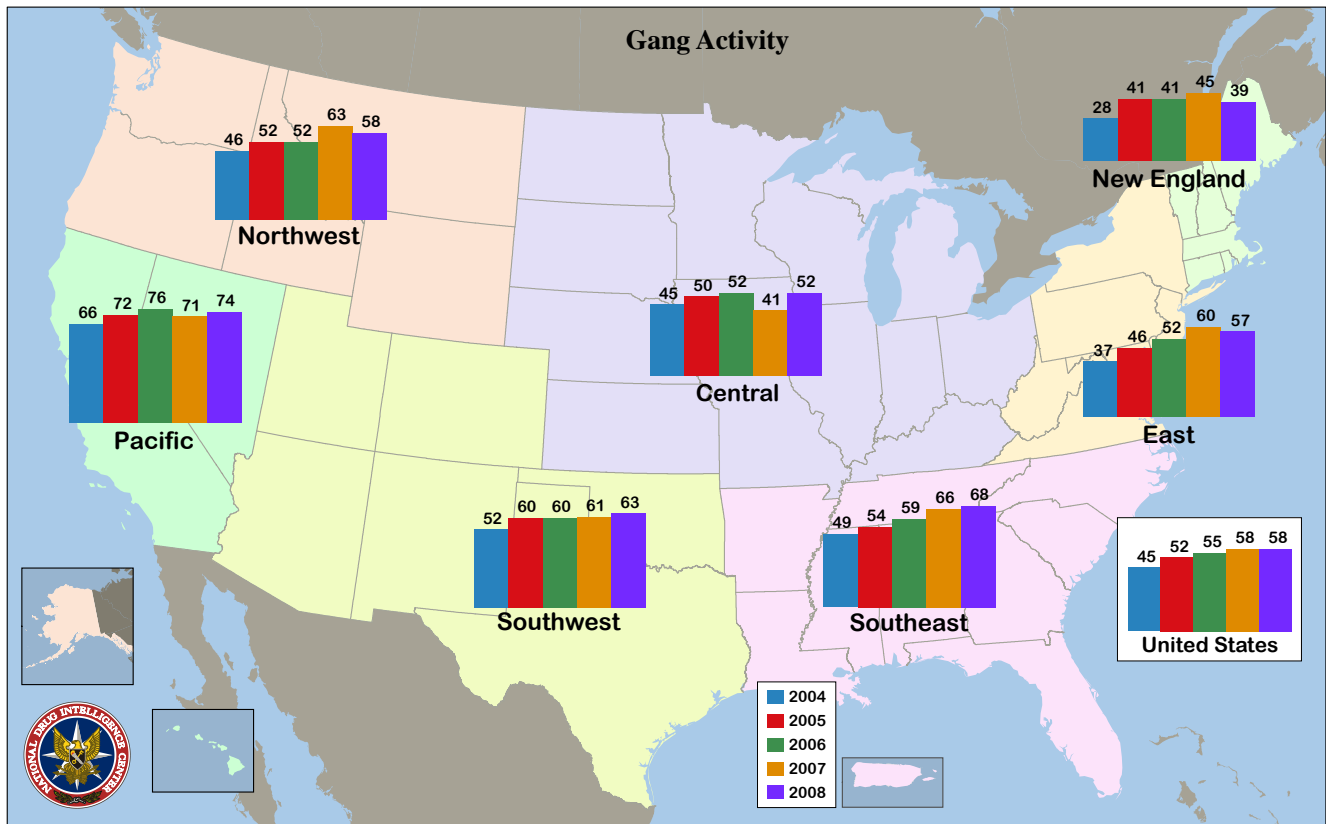 Gang Activity
28 41 41 45 39
New England
46 52 52 63 58
Northwest
66 72 76 71 74
Pacific
45 50 52 41 52
Central
37 46 52 60 57
East
52 60 60 61 63
Southwest
49 54 59 66 68
Southeast
45 52 55 58 58
United States
2004
2005
2006
2007
2008
NATIONAL DRUG INTELLIGENCE CENTER